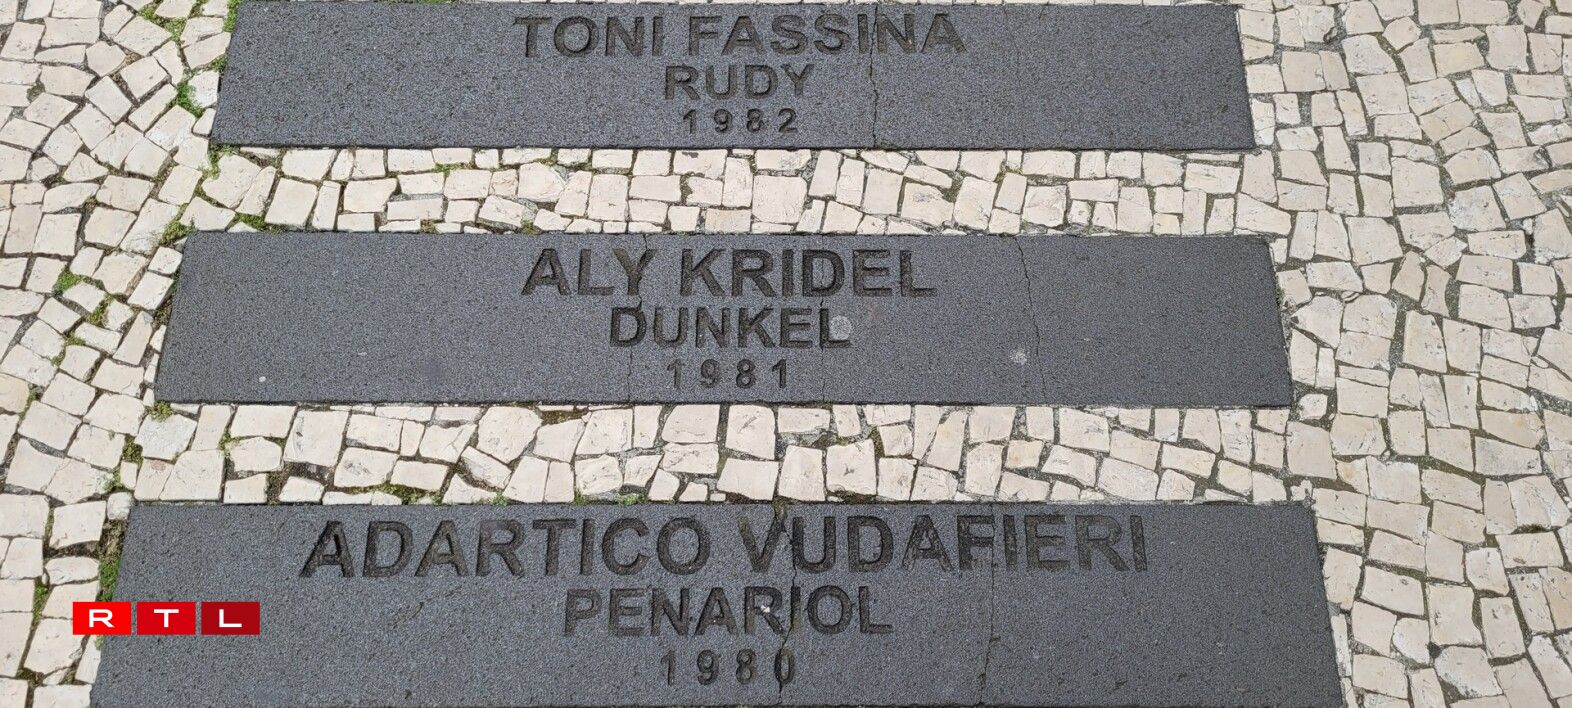 TONI FASSINA
RUDY
1982
ALY KRIDEL
DUNKEL
1981
ADARTICO VUDAFIERI
PENARIOL
1980
RTL